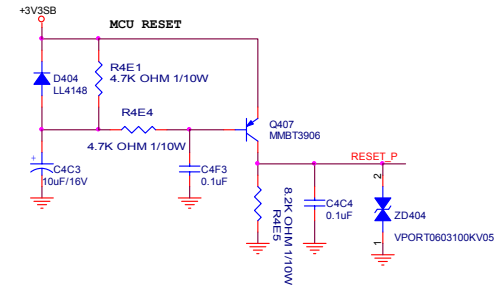 +3V3SB
MCU RESET
D404
LL4148
R4E1
4.7K OHM 1/10W
R4E4
4.7K OHM 1/10W
Q407
MMBT3906
+
C4C3
10uF/16V
C4F3
0.1uF
8.2K OHM 1/10W
R4E5
RESET_P
C4C4
0.1uF
2
ZD404
1
VPORT0603100KV05